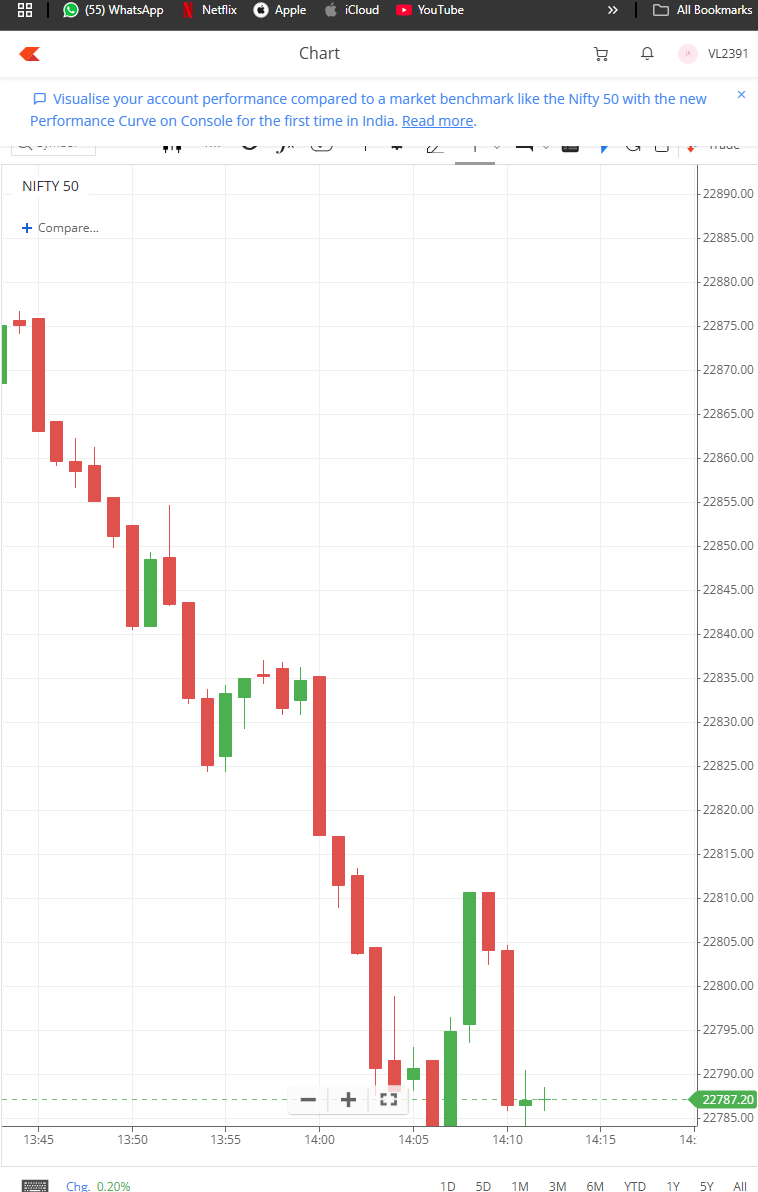 (55) WhatsApp Netflix Apple iCloud YouTube » All Bookmarks
Chart VL2391
Visualise your account performance compared to a market benchmark like the Nifty 50 with the new
Performance Curve on Console for the first time in India. Read more.
NIFTY 50
+ Compare...
22890.00
22885.00
22880.00
22875.00
22870.00
22865.00
22860.00
22855.00
22850.00
22845.00
22840.00
22835.00
22830.00
22825.00
22820.00
22815.00
22810.00
22805.00
22800.00
22795.00
22790.00
22787.20
22785.00
13:45 13:50 13:55 14:00 14:05 14:10 14:15 14:
Chg. 0.20% 1D 5D 1M 3M 6M YTD 1Y 5Y All